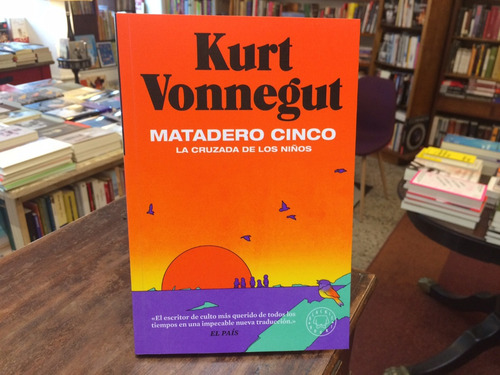 Kurt
Vonnegut
MATADERO CINCO
LA CRUZADA DE LOS NIÑOS
«El escritor de culto más querido de todos los
tiempos en una impecable nueva traducción.»
EL PAÍS